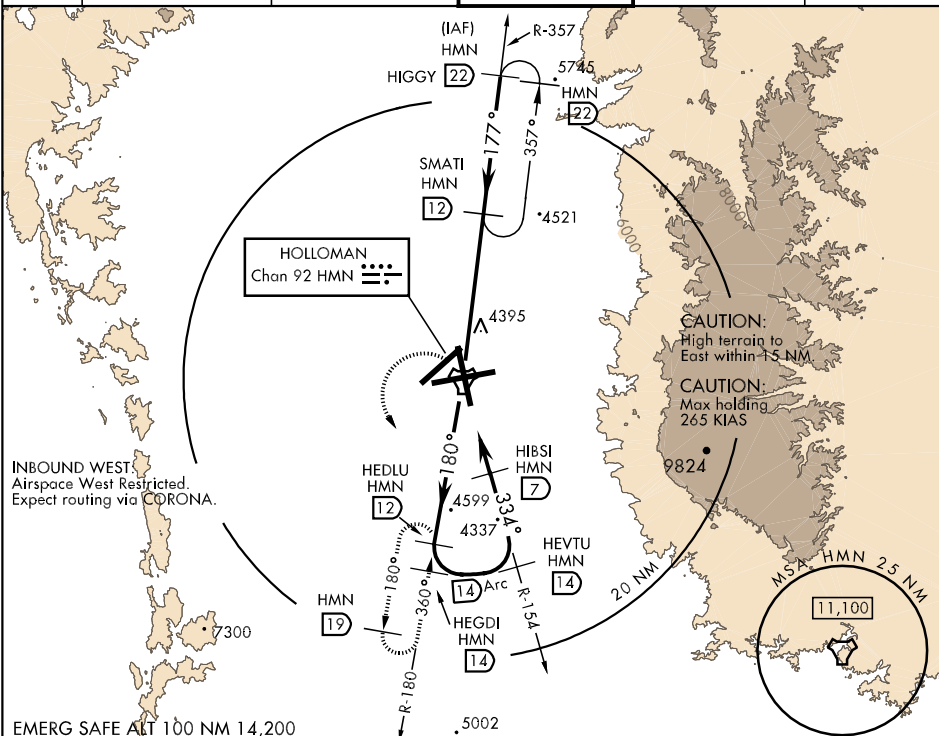 (IAF)
HMN
HIGGY 22
R-357
5745
HMN
22
177°
357°
SMATI
HMN
12
4521
6000
8000
HOLLOMAN
Chan 92 HMN
4395
CAUTION:
High terrain to
East within 15 NM.
CAUTION:
Max holding
265 KIAS
9824
INBOUND WEST:
Airspace West Restricted.
Expect routing via CORONA.
180°
HIBSI
HMN
7
HEDLU
HMN
12
4599
4337
334°
HEVTU
HMN
14
14 Arc
R-154
180°
360°
HMN
19
HEGDI
HMN
14
20 NM
MSA HMN 25 NM
11,100
7300
R-180
5002
EMERG SAFE ALT 100 NM 14,200